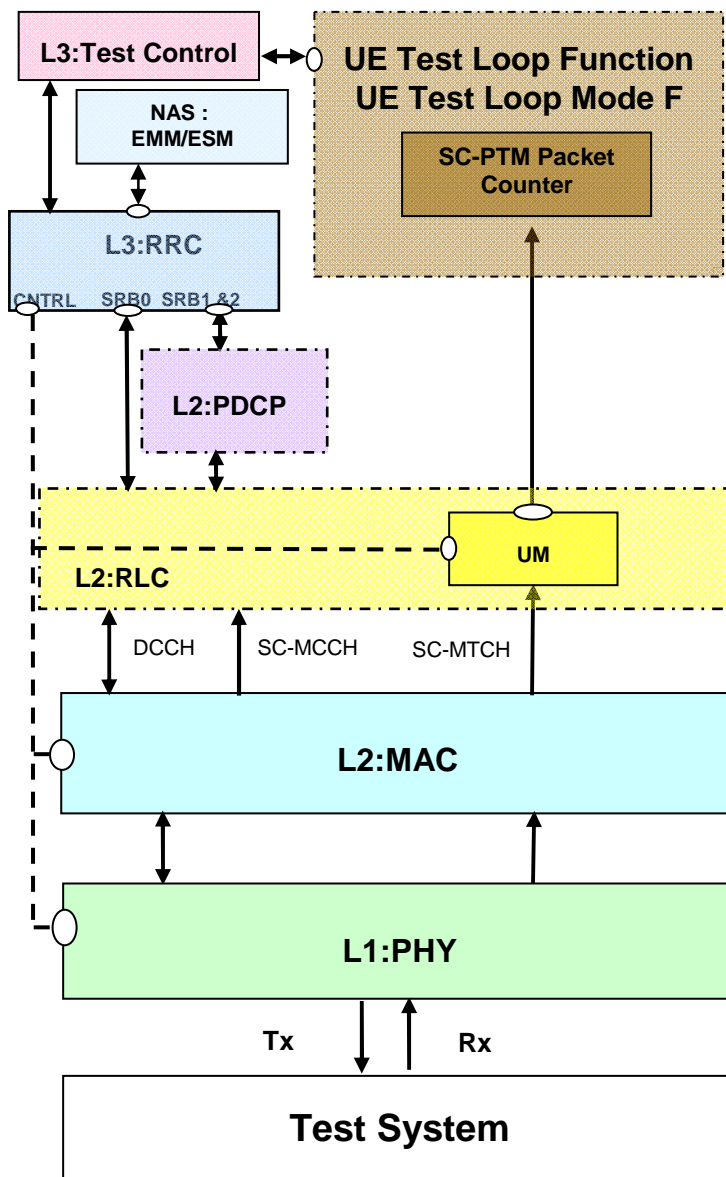 L3:Test Control
UE Test Loop Function
UE Test Loop Mode F
NAS :
EMM/ESM
SC-PTM Packet
Counter
L3:RRC
CNTRL SRB0 SRB1 &2
L2:PDCP
UM
L2:RLC
DCCH SC-MCCH SC-MTCH
L2:MAC
L1:PHY
Tx Rx
Test System